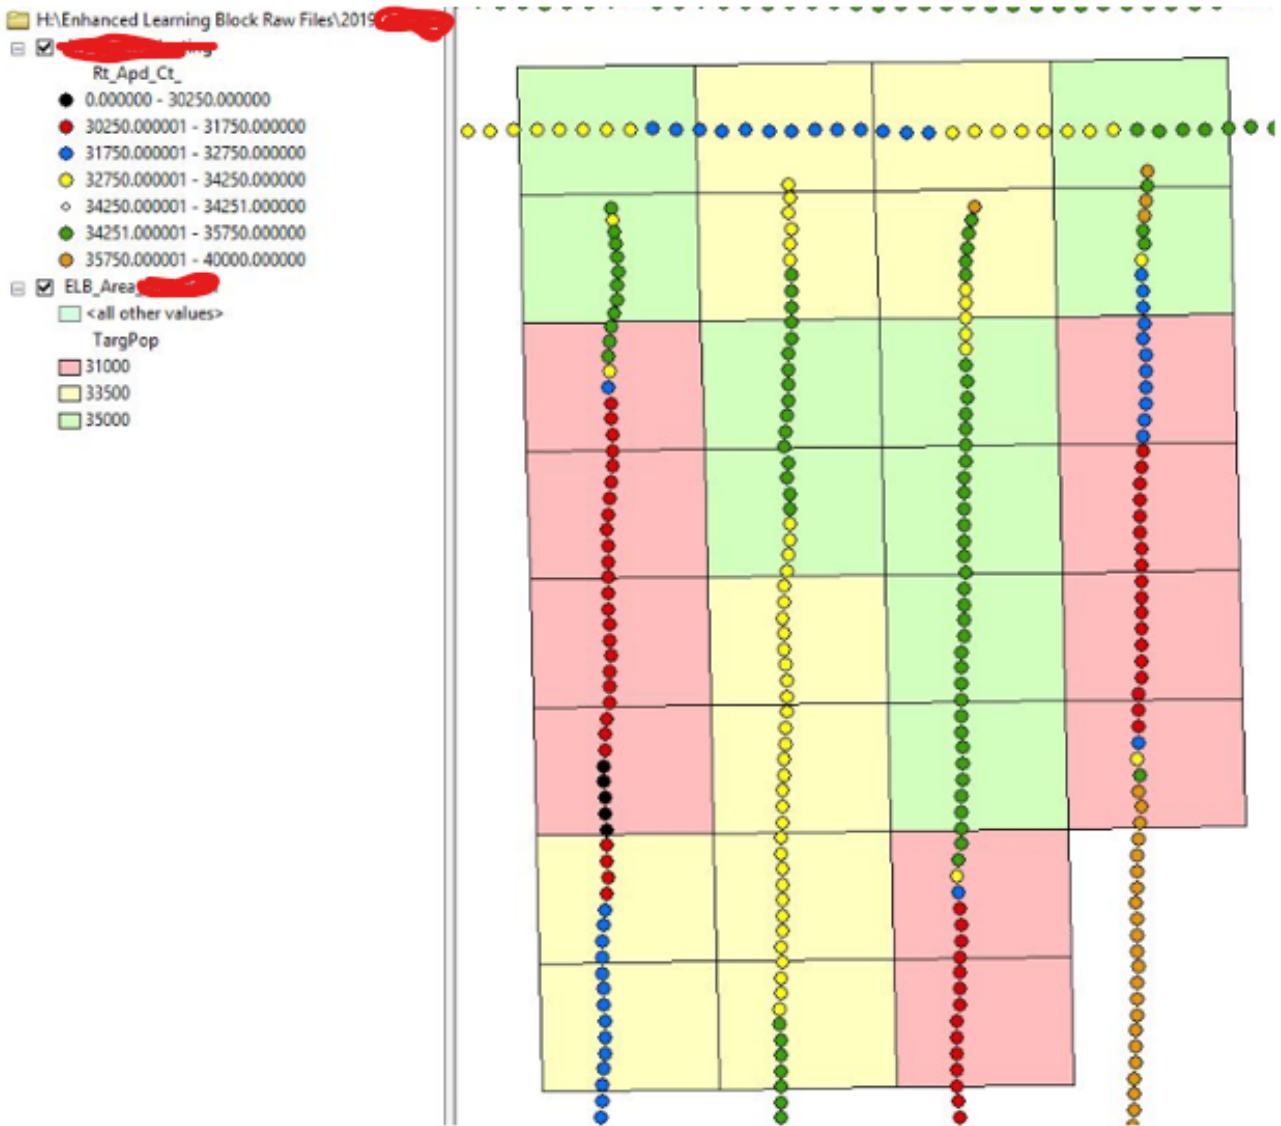 H:\Enhanced Learning Block Raw Files\2019
Rt_Apd_Ct_
0.000000 - 30250.000000
30250.000001 - 31750.000000
31750.000001 - 32750.000000
32750.000001 - 34250.000000
34250.000001 - 34251.000000
34251.000001 - 35750.000000
35750.000001 - 40000.000000
ELB_Area
<all other values>
TargPop
31000
33500
35000